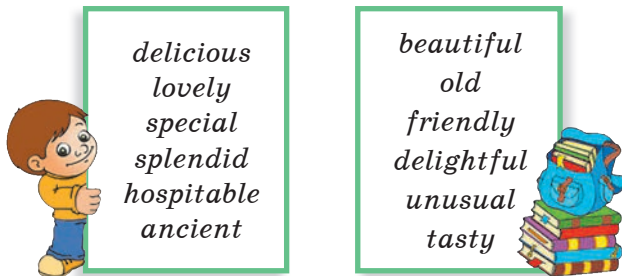 delicious
lovely
special
splendid
hospitable
ancient
beautiful
old
friendly
delightful
unusual
tasty